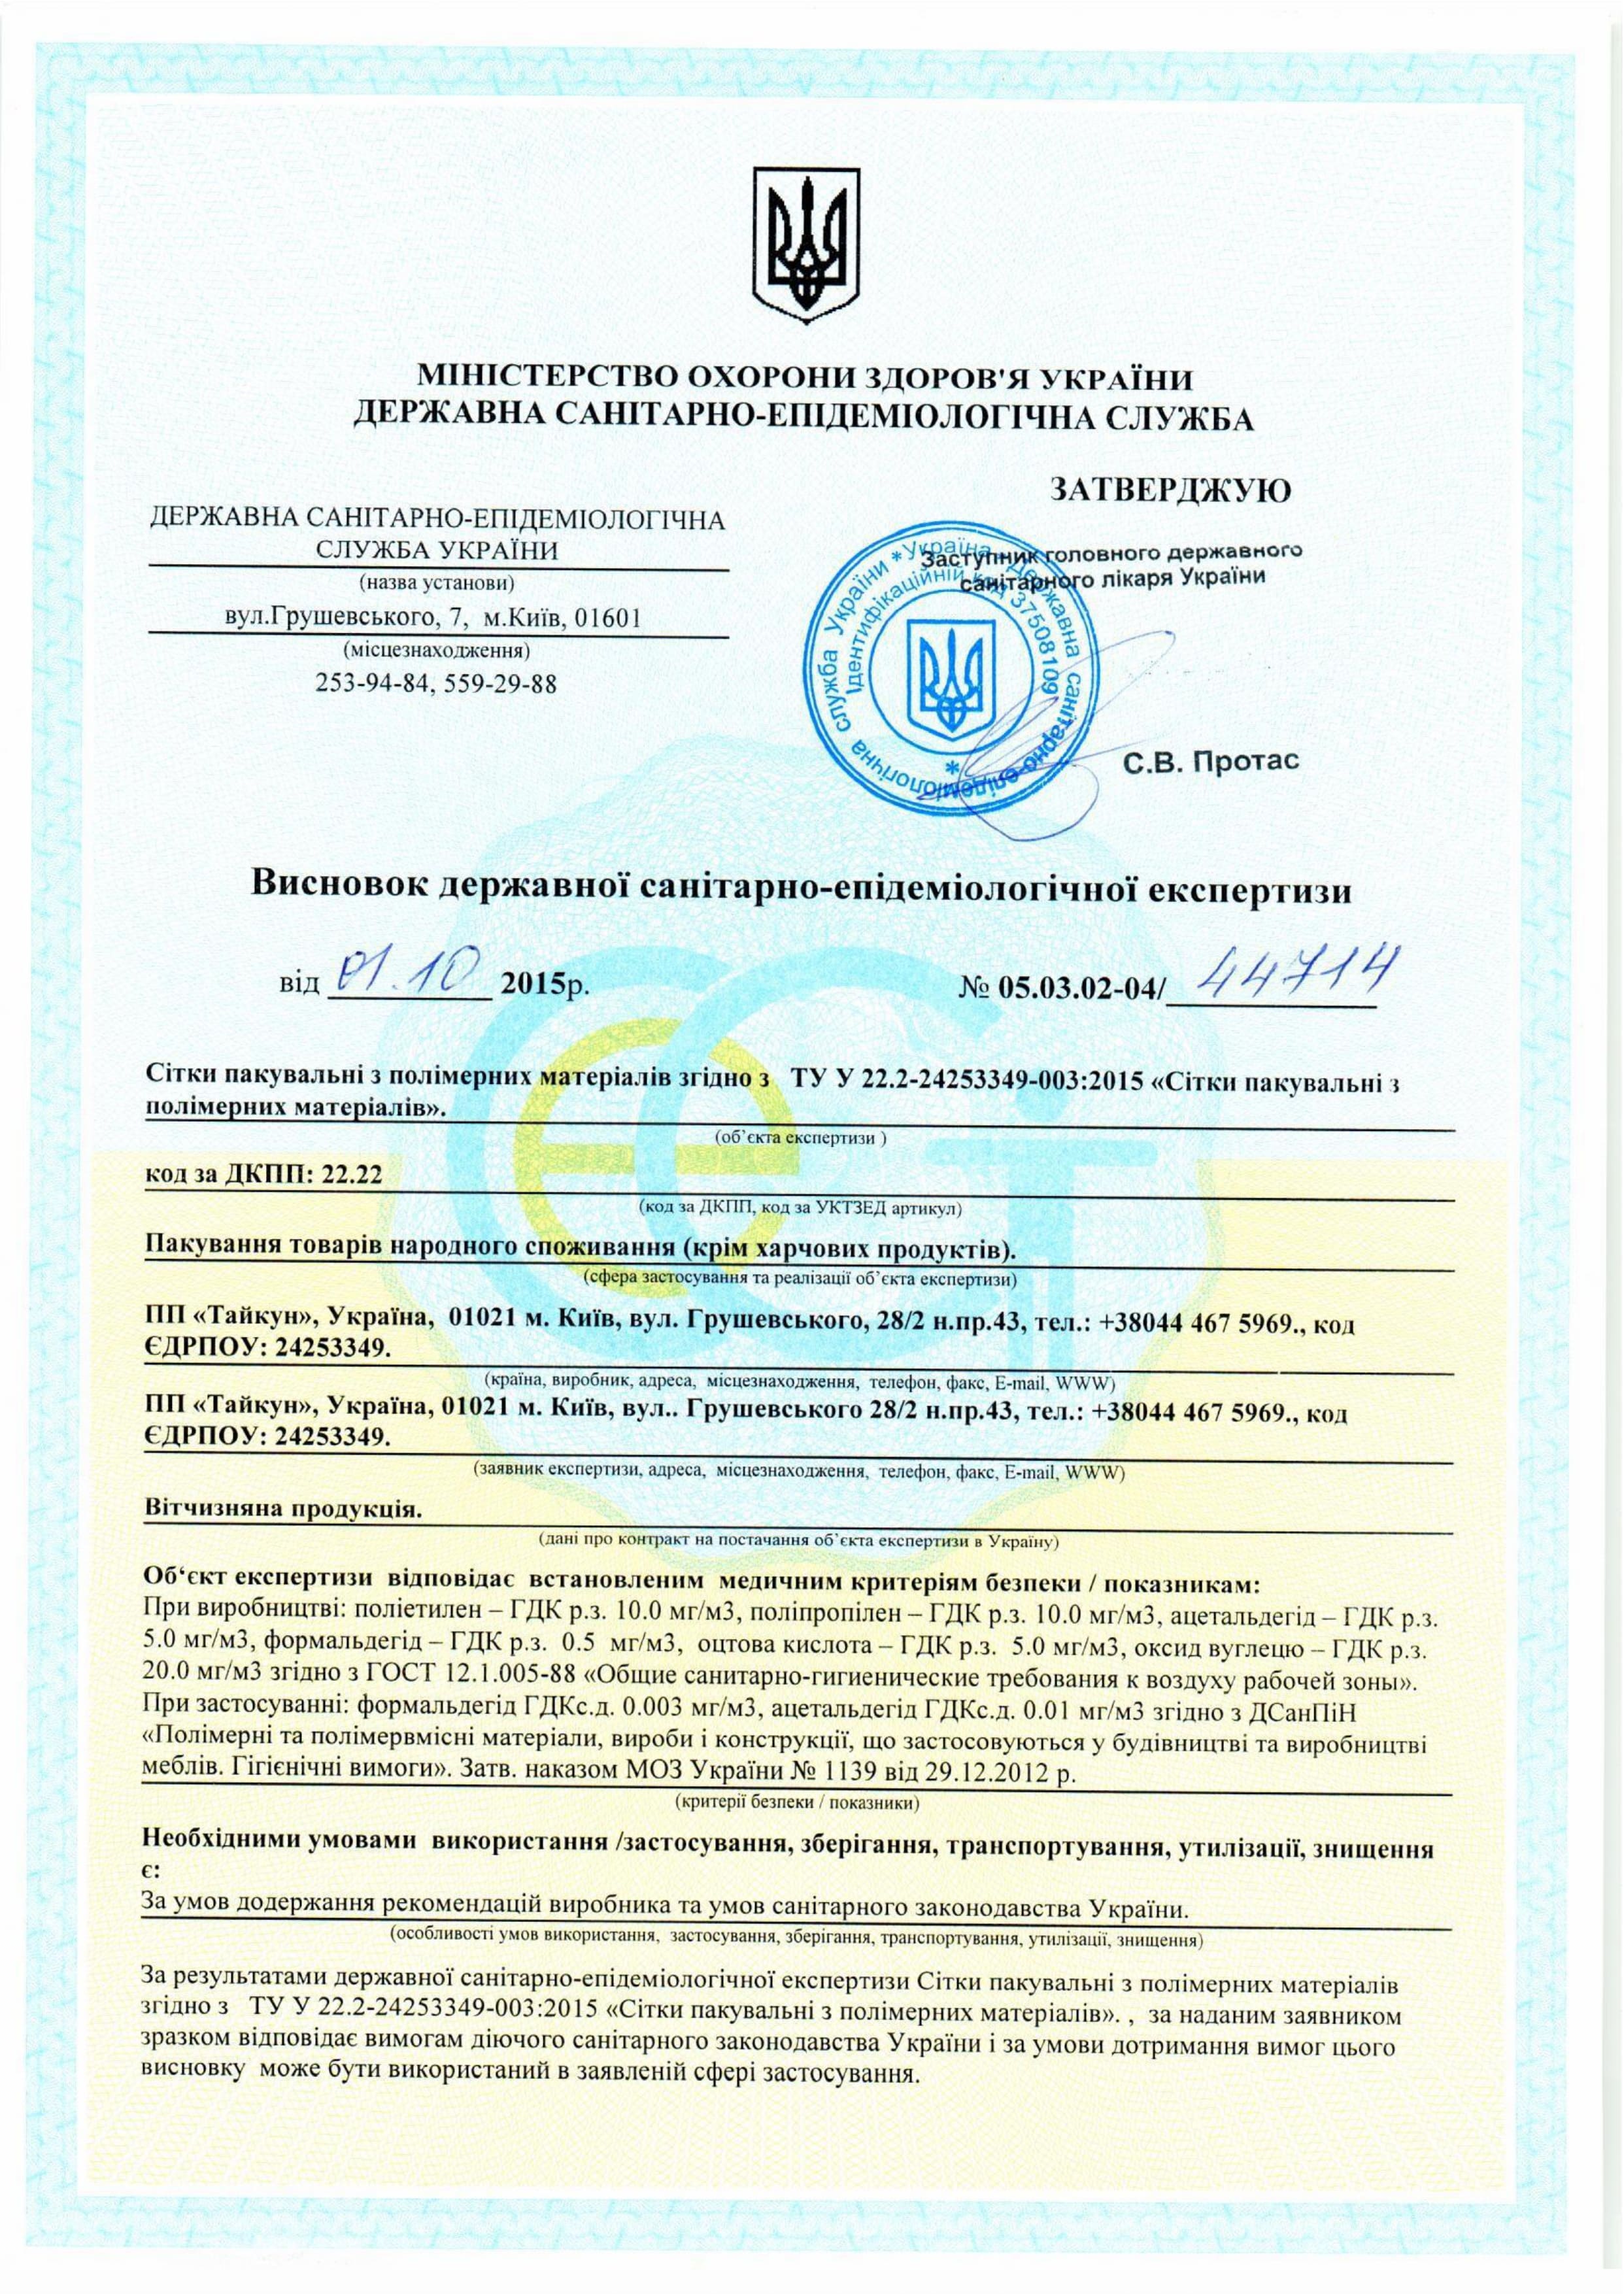 МІНІСТЕРСТВО ОХОРОНИ ЗДОРОВ'Я УКРАЇНИ
ДЕРЖАВНА САНІТАРНО-ЕПІДЕМІОЛОГІЧНА СЛУЖБА
ДЕРЖАВНА САНІТАРНО-ЕПІДЕМІОЛОГІЧНА
СЛУЖБА УКРАЇНИ
(назва установи)
вул.Грушевського, 7, м.Київ, 01601
(місцезнаходження)
253-94-84, 559-29-88
ЗАТВЕРДЖУЮ
Заступник головного державного
санітарного лікаря України
* Україна * Державна санітарно-епідеміологічна служба України
Ідентифікаційний код 37508109
*
С.В. Протас
Висновок державної санітарно-епідеміологічної експертизи
від 01.10 2015р.
№ 05.03.02-04/ 44714
Сітки пакувальні з полімерних матеріалів згідно з ТУ У 22.2-24253349-003:2015 «Сітки пакувальні з
полімерних матеріалів».
(об’єкта експертизи )
код за ДКПП: 22.22
(код за ДКПП, код за УКТЗЕД артикул)
Пакування товарів народного споживання (крім харчових продуктів).
(сфера застосування та реалізації об’єкта експертизи)
ПП «Тайкун», Україна, 01021 м. Київ, вул. Грушевського, 28/2 н.пр.43, тел.: +38044 467 5969., код
ЄДРПОУ: 24253349.
(країна, виробник, адреса, місцезнаходження, телефон, факс, E-mail, WWW)
ПП «Тайкун», Україна, 01021 м. Київ, вул.. Грушевського 28/2 н.пр.43, тел.: +38044 467 5969., код
ЄДРПОУ: 24253349.
(заявник експертизи, адреса, місцезнаходження, телефон, факс, E-mail, WWW)
Вітчизняна продукція.
(дані про контракт на постачання об’єкта експертизи в Україну)
Об‘єкт експертизи відповідає встановленим медичним критеріям безпеки / показникам:
При виробництві: поліетилен – ГДК р.з. 10.0 мг/м3, поліпропілен – ГДК р.з. 10.0 мг/м3, ацетальдегід – ГДК р.з.
5.0 мг/м3, формальдегід – ГДК р.з. 0.5 мг/м3, оцтова кислота – ГДК р.з. 5.0 мг/м3, оксид вуглецю – ГДК р.з.
20.0 мг/м3 згідно з ГОСТ 12.1.005-88 «Общие санитарно-гигиенические требования к воздуху рабочей зоны».
При застосуванні: формальдегід ГДКс.д. 0.003 мг/м3, ацетальдегід ГДКс.д. 0.01 мг/м3 згідно з ДСанПіН
«Полімерні та полімервмісні матеріали, вироби і конструкції, що застосовуються у будівництві та виробництві
меблів. Гігієнічні вимоги». Затв. наказом МОЗ України № 1139 від 29.12.2012 р.
(критерії безпеки / показники)
Необхідними умовами використання /застосування, зберігання, транспортування, утилізації, знищення
є:
За умов додержання рекомендацій виробника та умов санітарного законодавства України.
(особливості умов використання, застосування, зберігання, транспортування, утилізації, знищення)
За результатами державної санітарно-епідеміологічної експертизи Сітки пакувальні з полімерних матеріалів
згідно з ТУ У 22.2-24253349-003:2015 «Сітки пакувальні з полімерних матеріалів». , за наданим заявником
зразком відповідає вимогам діючого санітарного законодавства України і за умови дотримання вимог цього
висновку може бути використаний в заявленій сфері застосування.